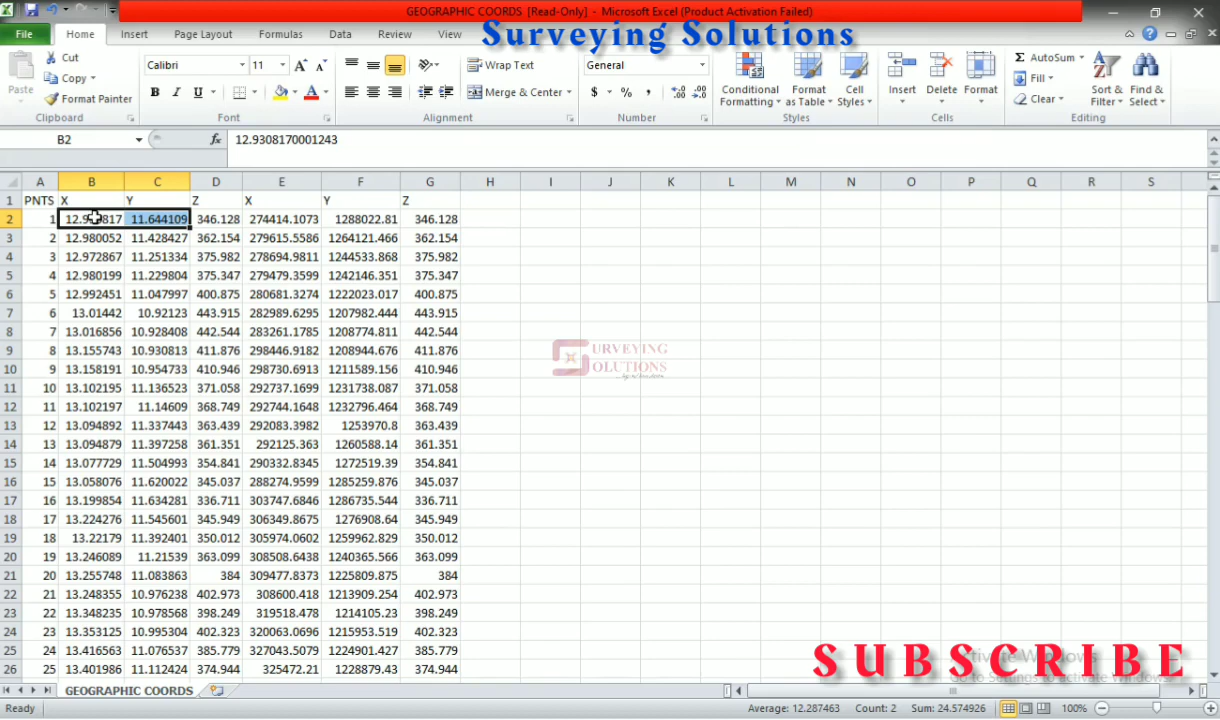 GEOGRAPHIC COORDS [Read-Only] - Microsoft Excel (Product Activation Failed)
File Home Insert Page Layout Formulas Data Review View
Surveying Solutions
Cut Calibri 11 Wrap Text General AutoSum
Copy Fill
Paste Format Painter Merge & Center Conditional Formatting Format as Table Cell Styles Insert Delete Format Clear Sort & Filter Find & Select
Clipboard Font Alignment Number Styles Cells Editing
B2 fx 12.9308170001243
A B C D E F G H I J K L M N O P Q R S
1 PNTS X Y Z X Y Z
2 1 11.644109 346.128 274414.1073 1288022.81 346.128
3 2 12.980052 11.428427 362.154 279615.5586 1264121.466 362.154
4 3 12.972867 11.251334 375.982 278694.9811 1244533.868 375.982
5 4 12.980199 11.229804 375.347 279479.3599 1242146.351 375.347
6 5 12.992451 11.047997 400.875 280681.3274 1222023.017 400.875
7 6 13.01442 10.92123 443.915 282989.6295 1207982.444 443.915
8 7 13.016856 10.928408 442.544 283261.1785 1208774.811 442.544
9 8 13.155743 10.930813 411.876 298446.9182 1208944.676 411.876
10 9 13.158191 10.954733 410.946 298730.6913 1211589.156 410.946
11 10 13.102195 11.136523 371.058 292737.1699 1231738.087 371.058
12 11 13.102197 11.14609 368.749 292744.1648 1232796.464 368.749
13 12 13.094892 11.337443 363.439 292083.3982 1253970.8 363.439
14 13 13.094879 11.397258 361.351 292125.363 1260588.14 361.351
15 14 13.077729 11.504993 354.841 290332.8345 1272519.39 354.841
16 15 13.058076 11.620022 345.037 288274.9599 1285259.876 345.037
17 16 13.199854 11.634281 336.711 303747.6846 1286735.544 336.711
18 17 13.224276 11.545601 345.949 306349.8675 1276908.64 345.949
19 18 13.22179 11.392401 350.012 305974.0602 1259962.829 350.012
20 19 13.246089 11.21539 363.099 308508.6438 1240365.566 363.099
21 20 13.255748 11.083863 384 309477.8373 1225809.875 384
22 21 13.248355 10.976238 402.973 308600.418 1213909.254 402.973
23 22 13.348235 10.978568 398.249 319518.478 1214105.23 398.249
24 23 13.353125 10.995304 402.323 320063.0696 1215953.519 402.323
25 24 13.416563 11.076537 385.779 327043.5079 1224901.427 385.779
26 25 13.401986 11.112424 374.944 325472.21 1228879.43 374.944
URVEYING
OLUTIONS
SUBSCRIBE
Activate Windows
Go to Settings to activate Windows.
GEOGRAPHIC COORDS
Ready Average: 12.287463 Count: 2 Sum: 24.574926 100%